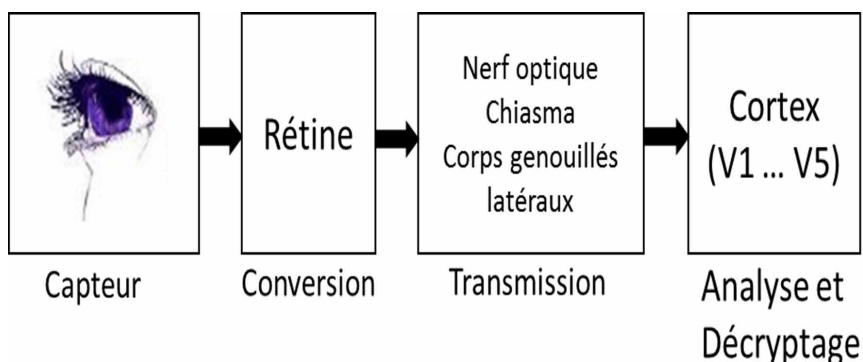 Rétine
Nerf optique
Chiasma
Corps genouillés
latéraux
Cortex
(V1 ... V5)
Capteur
Conversion
Transmission
Analyse et
Décryptage